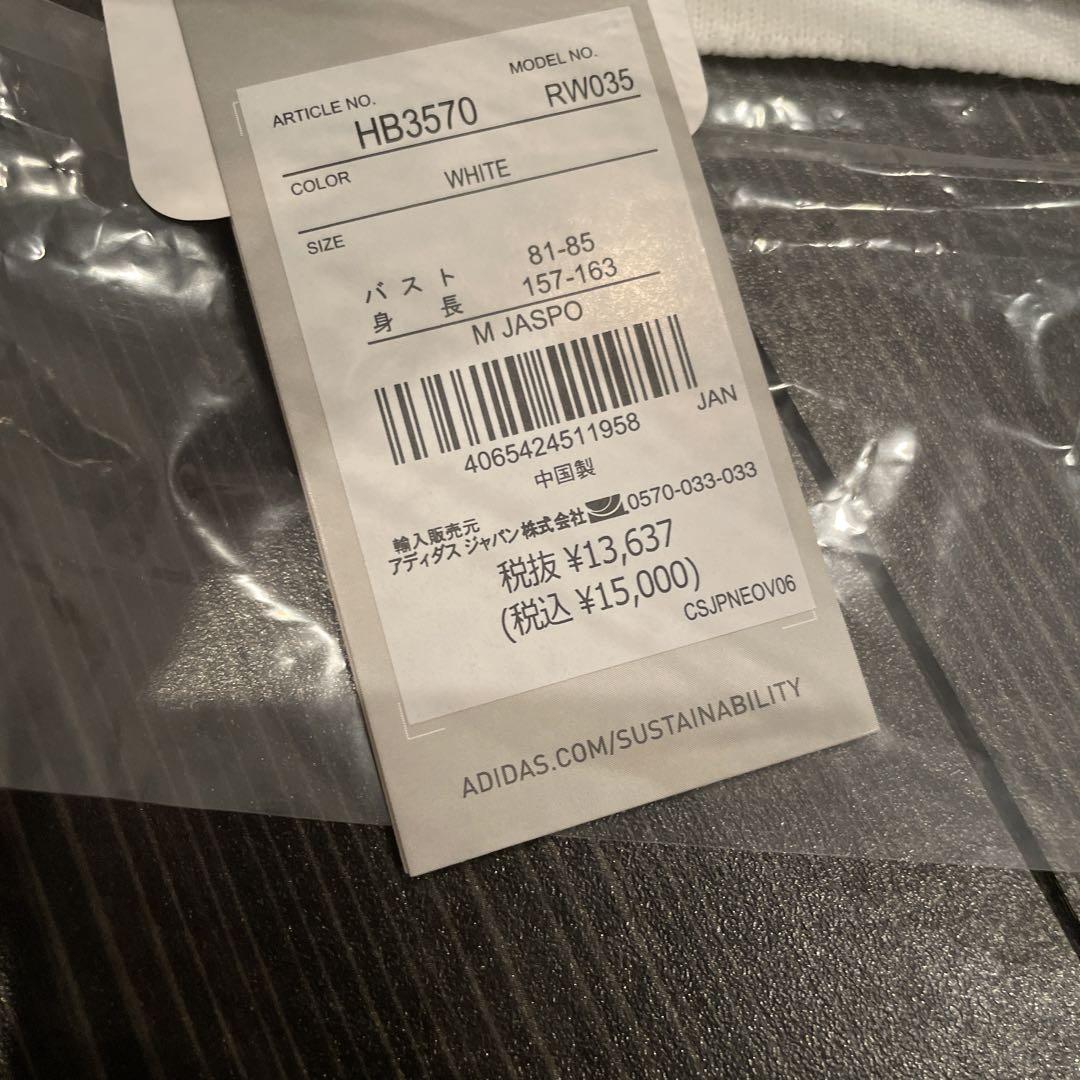 ARTICLE NO.
MODEL NO.
HB3570
RW035
COLOR
WHITE
SIZE
バスト 81-85
身長 157-163
M JASPO
4065424511958
JAN
中国製
輸入販売元
アディダス ジャパン株式会社 0570-033-033
税抜 ¥13,637
(税込 ¥15,000)
CSJPNEOV06
ADIDAS.COM/SUSTAINABILITY